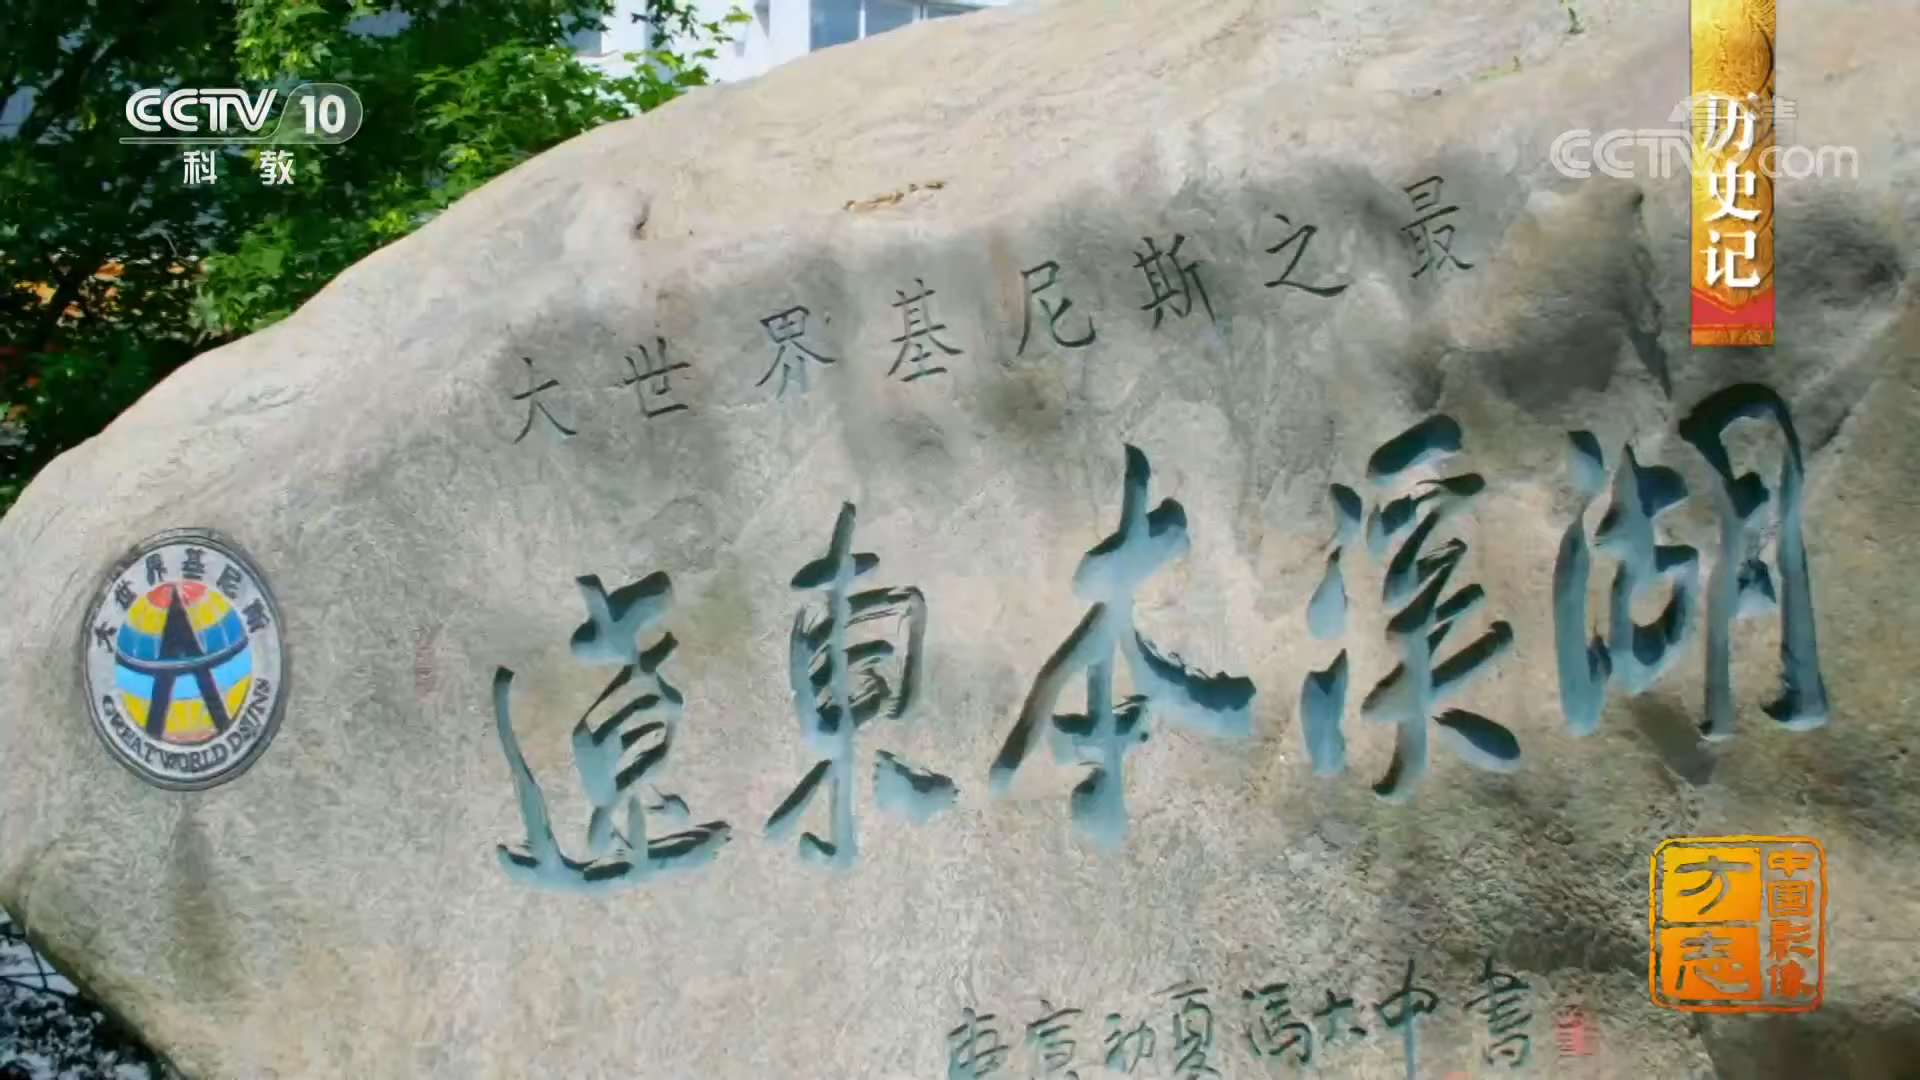 CCTV 10
科教
CCTV.com
历史记
大世界基尼斯之最
大世界基尼斯
GREAT WORLD
遼東本溪湖
庚寅初夏馮大中書
中国影像
方志